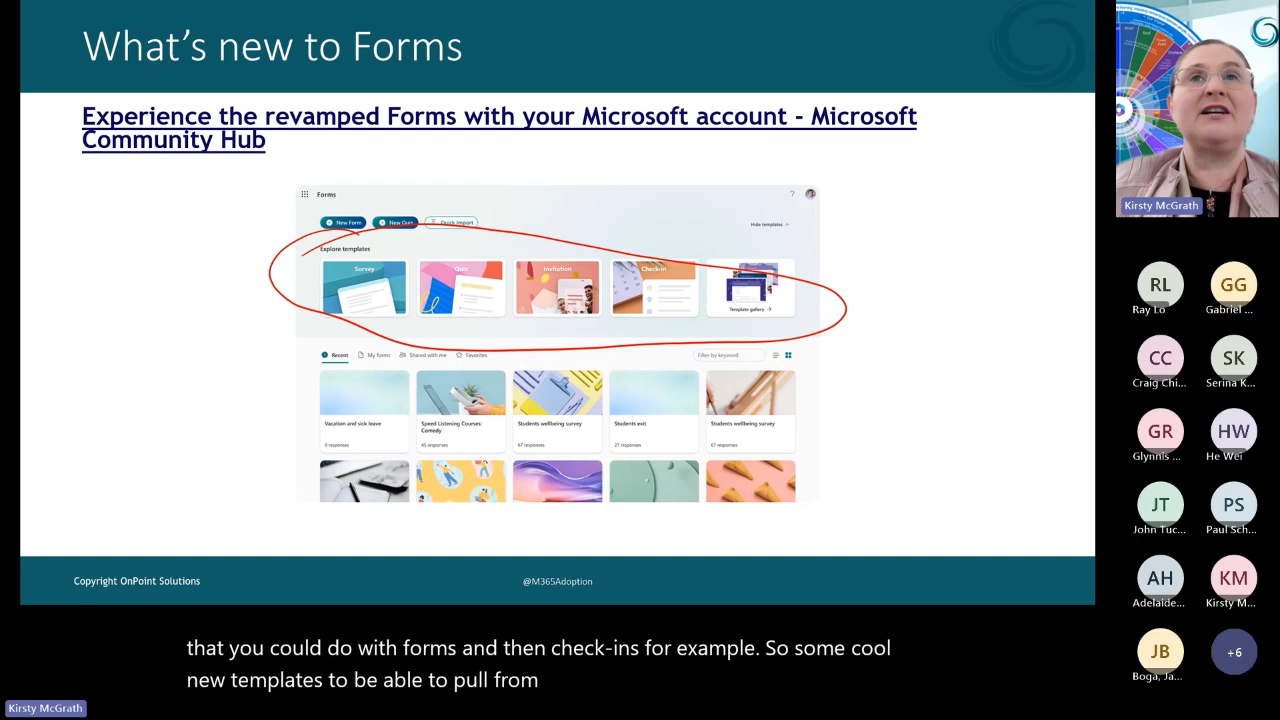 What's new to Forms
Experience the revamped Forms with your Microsoft account - Microsoft
Community Hub
Forms
?
New Form
New Quiz
Quick Import
Hide templates
Explore templates
Survey
Quiz
Invitation
Check-in
Template gallery
Recent
My forms
Shared with me
Favorites
Filter by keyword
Vacation and sick leave
0 responses
Speed Listening Courses:
Comedy
45 responses
Students wellbeing survey
67 responses
Students exit
27 responses
Students wellbeing survey
67 responses
Copyright OnPoint Solutions
@M365Adoption
that you could do with forms and then check-ins for example. So some cool
new templates to be able to pull from
Kirsty McGrath
Kirsty McGrath
RL
Ray Lo
GG
Gabriel ...
CC
Craig Chi...
SK
Serina K...
GR
Glynnis ...
HW
He Wei
JT
John Tuc...
PS
Paul Sch...
AH
Adelaide...
KM
Kirsty M...
JB
Boga, Ja...
+6